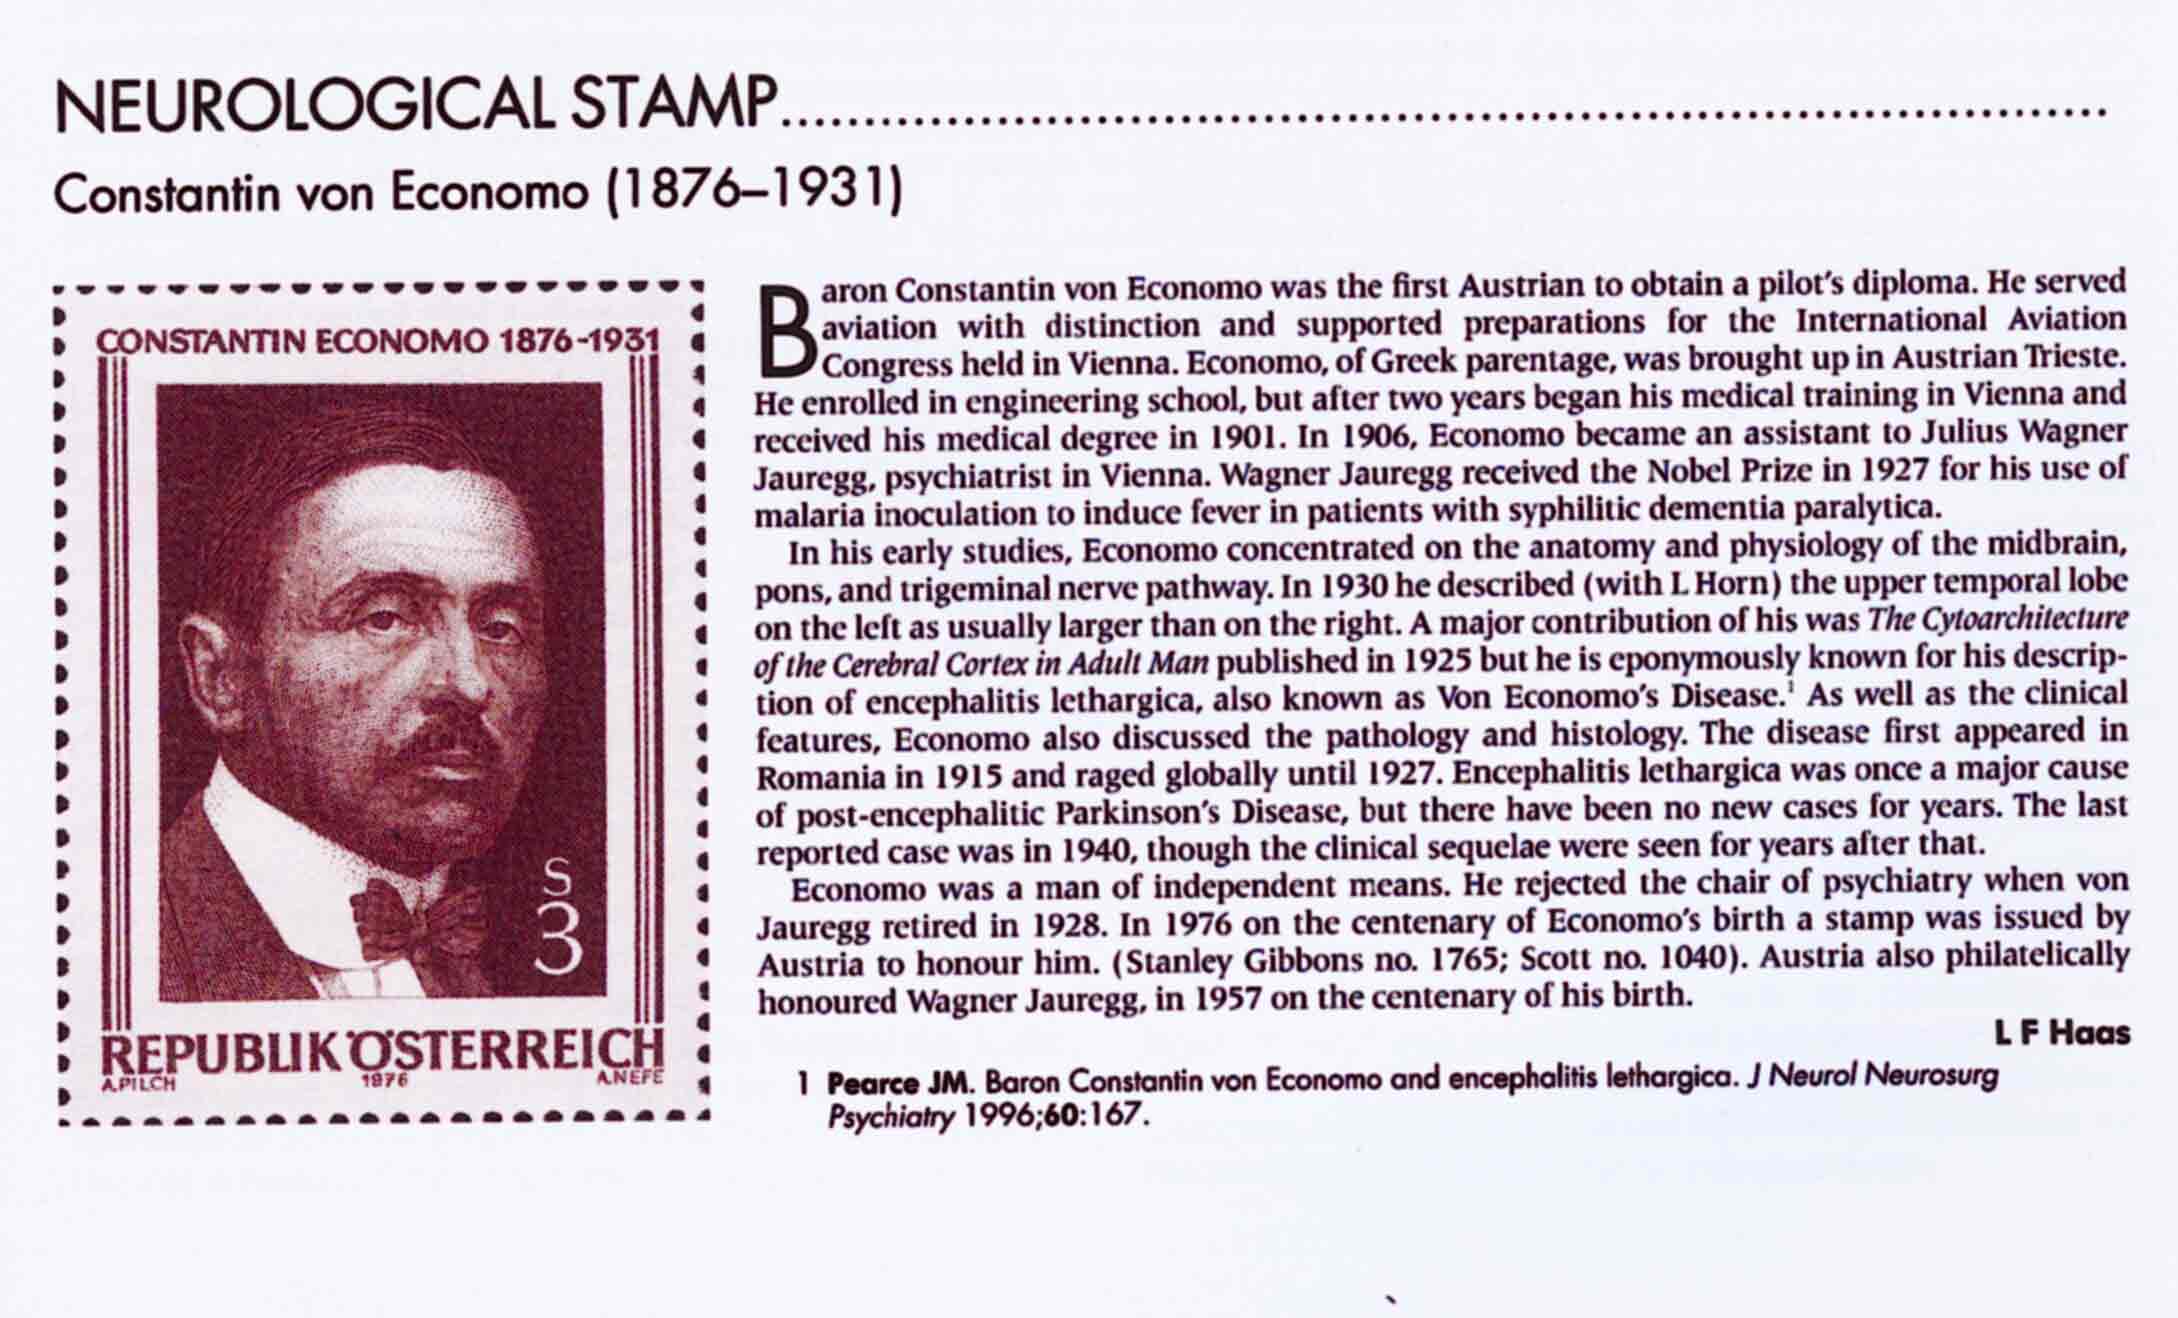 NEUROLOGICAL STAMP................................................................................
Constantin von Economo (1876–1931)
CONSTANTIN ECONOMO 1876-1931
S
3
REPUBLIK ÖSTERREICH
A.PILCH 1976 A.NEFE
Baron Constantin von Economo was the first Austrian to obtain a pilot's diploma. He served
aviation with distinction and supported preparations for the International Aviation
Congress held in Vienna. Economo, of Greek parentage, was brought up in Austrian Trieste.
He enrolled in engineering school, but after two years began his medical training in Vienna and
received his medical degree in 1901. In 1906, Economo became an assistant to Julius Wagner
Jauregg, psychiatrist in Vienna. Wagner Jauregg received the Nobel Prize in 1927 for his use of
malaria inoculation to induce fever in patients with syphilitic dementia paralytica.
In his early studies, Economo concentrated on the anatomy and physiology of the midbrain,
pons, and trigeminal nerve pathway. In 1930 he described (with L Horn) the upper temporal lobe
on the left as usually larger than on the right. A major contribution of his was The Cytoarchitecture
of the Cerebral Cortex in Adult Man published in 1925 but he is eponymously known for his descrip-
tion of encephalitis lethargica, also known as Von Economo's Disease.¹ As well as the clinical
features, Economo also discussed the pathology and histology. The disease first appeared in
Romania in 1915 and raged globally until 1927. Encephalitis lethargica was once a major cause
of post-encephalitic Parkinson's Disease, but there have been no new cases for years. The last
reported case was in 1940, though the clinical sequelae were seen for years after that.
Economo was a man of independent means. He rejected the chair of psychiatry when von
Jauregg retired in 1928. In 1976 on the centenary of Economo's birth a stamp was issued by
Austria to honour him. (Stanley Gibbons no. 1765; Scott no. 1040). Austria also philatelically
honoured Wagner Jauregg, in 1957 on the centenary of his birth.
L F Haas
1 Pearce JM. Baron Constantin von Economo and encephalitis lethargica. J Neurol Neurosurg
Psychiatry 1996;60:167.